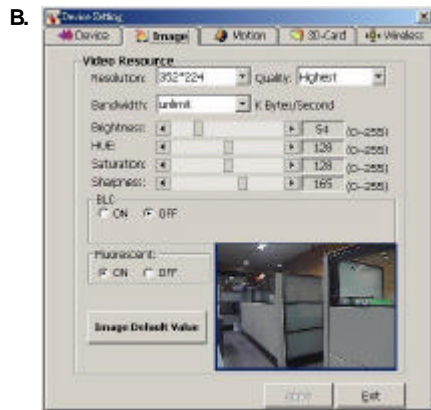 B.
Device Setting
Device Image Motion SD-Card Wireless
Video Resource
Resolution: 352*224 Quality: Highest
Bandwidth: unlimit K Bytes/Second
Brightness: 54 (0~255)
HUE: 128 (0~255)
Saturation: 128 (0~255)
Sharpness: 165 (0~255)
BLC
ON OFF
Fluorescent:
ON OFF
Image Default Value
Apply Exit